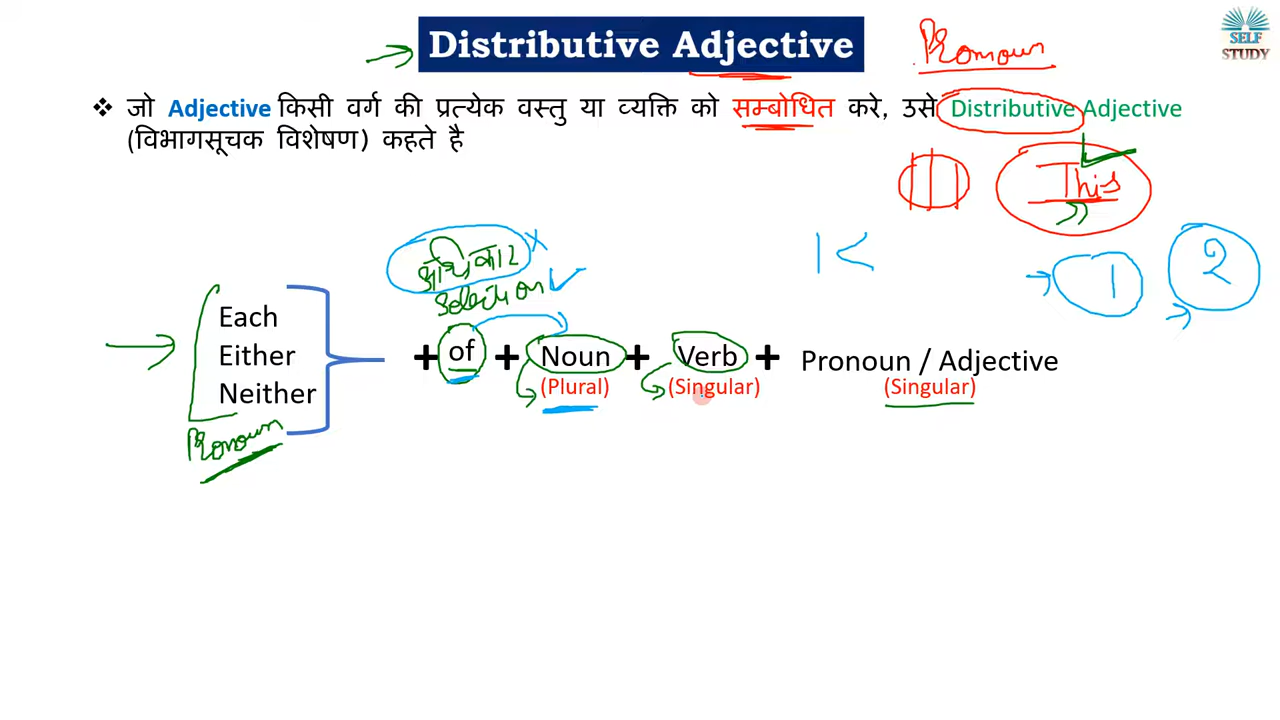 Distributive Adjective
Pronoun
SELF
STUDY
❖ जो Adjective किसी वर्ग की प्रत्येक वस्तु या व्यक्ति को सम्बोधित करे, उसे Distributive Adjective
(विभागसूचक विशेषण) कहते है
This
1
2
अधिकार
Selection
Each
Either
Neither
+ of + Noun + Verb + Pronoun / Adjective
(Plural) (Singular) (Singular)
Pronoun